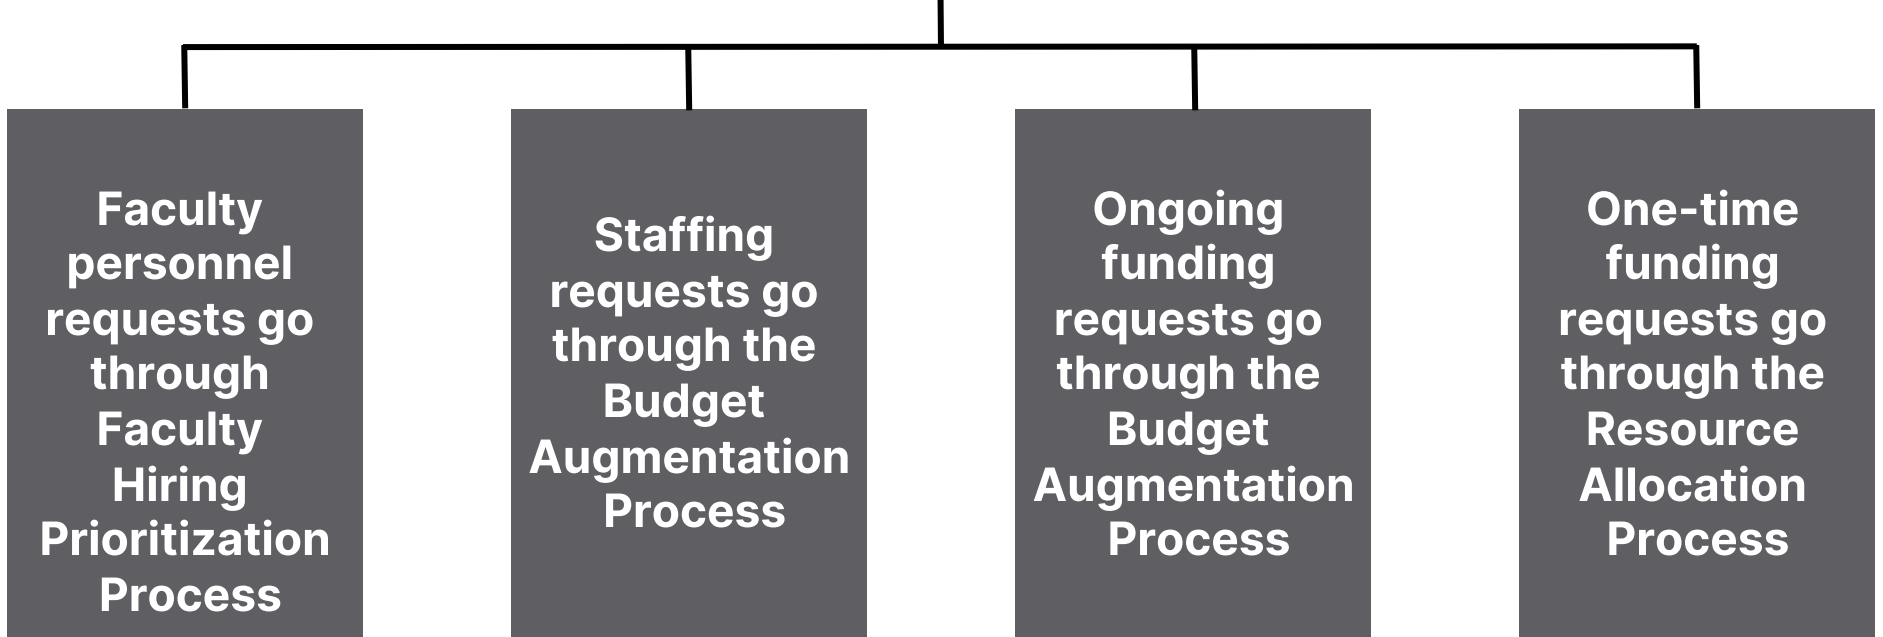 Faculty
personnel
requests go
through
Faculty
Hiring
Prioritization
Process
Staffing
requests go
through the
Budget
Augmentation
Process
Ongoing
funding
requests go
through the
Budget
Augmentation
Process
One-time
funding
requests go
through the
Resource
Allocation
Process